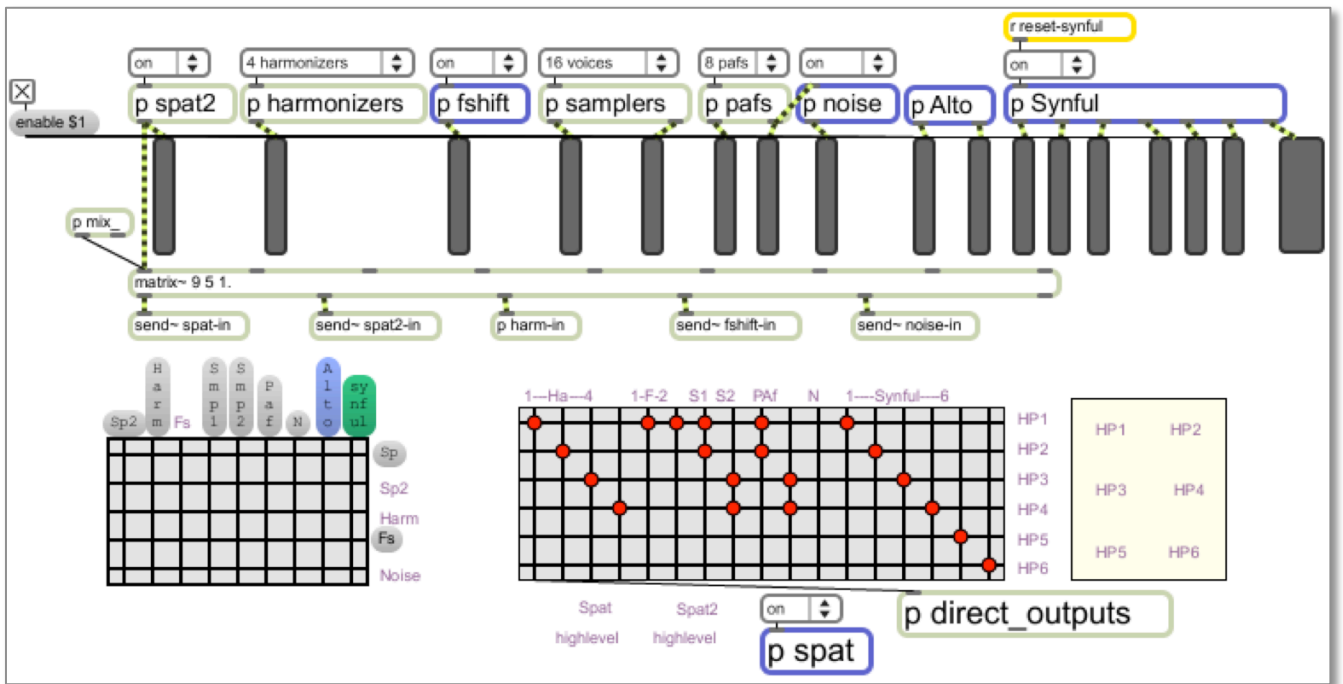 r reset-synful
on
4 harmonizers
on
16 voices
8 pafs
on
on
p spat2
p harmonizers
p fshift
p samplers
p pafs
p noise
p Alto
p Synful
enable $1
p mix_
matrix~ 9 5 1.
send~ spat-in
send~ spat2-in
p harm-in
send~ fshift-in
send~ noise-in
Sp2
Harm
Fs
Smp1
Smp2
Paf
N
Alto
synful
Sp
Sp2
Harm
Fs
Noise
1---Ha---4
1-F-2
S1
S2
PAf
N
1----Synful----6
HP1
HP2
HP3
HP4
HP5
HP6
HP1
HP2
HP3
HP4
HP5
HP6
Spat
highlevel
Spat2
highlevel
on
p spat
p direct_outputs